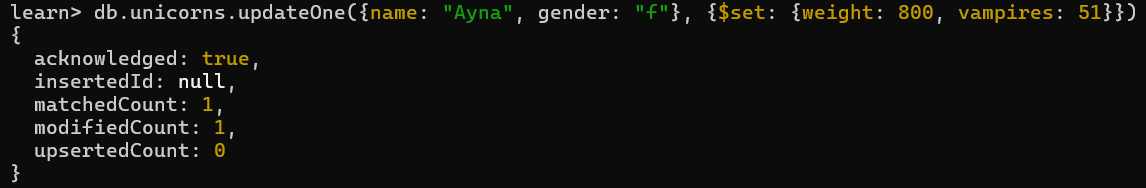 learn> db.unicorns.updateOne({name: "Ayna", gender: "f"}, {$set: {weight: 800, vampires: 51}})
{
  acknowledged: true,
  insertedId: null,
  matchedCount: 1,
  modifiedCount: 1,
  upsertedCount: 0
}